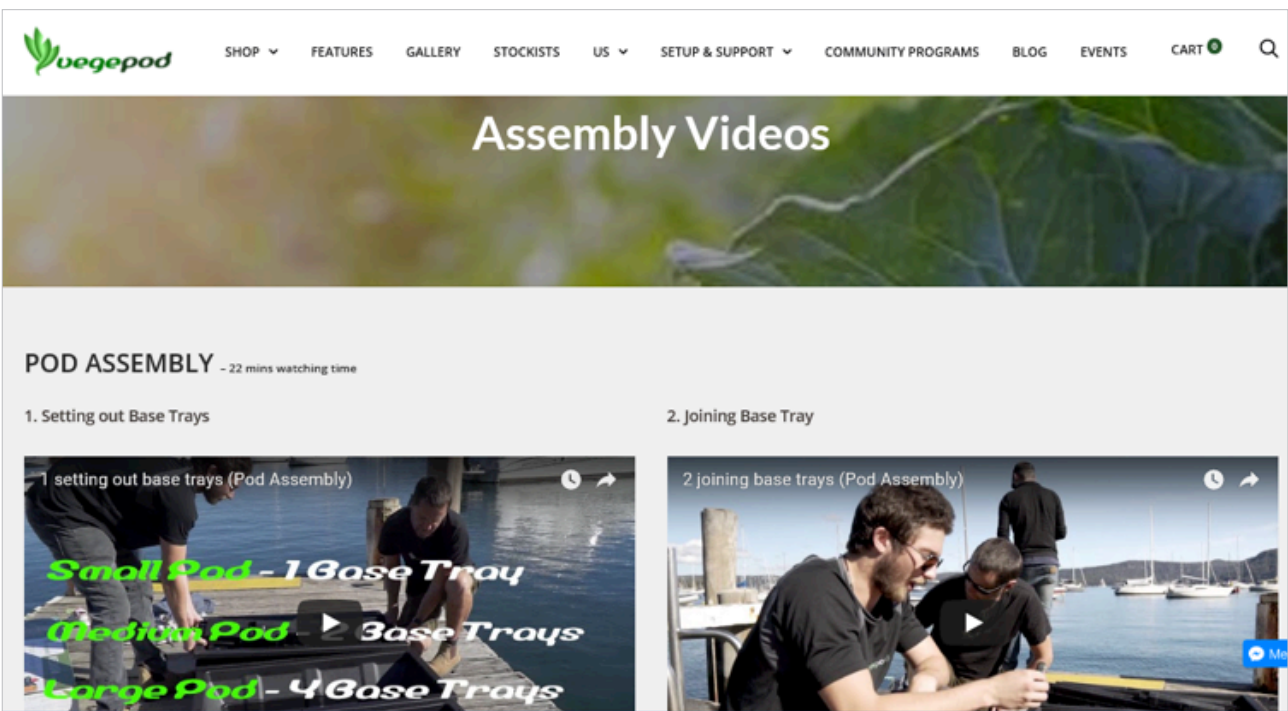 vegepod
SHOP FEATURES GALLERY STOCKISTS US SETUP & SUPPORT COMMUNITY PROGRAMS BLOG EVENTS CART 0
Assembly Videos
POD ASSEMBLY – 22 mins watching time
1. Setting out Base Trays
2. Joining Base Tray
1 setting out base trays (Pod Assembly)
Small Pod - 1 Base Tray
Medium Pod - 2 Base Trays
Large Pod - 4 Base Trays
2 joining base trays (Pod Assembly)
Me